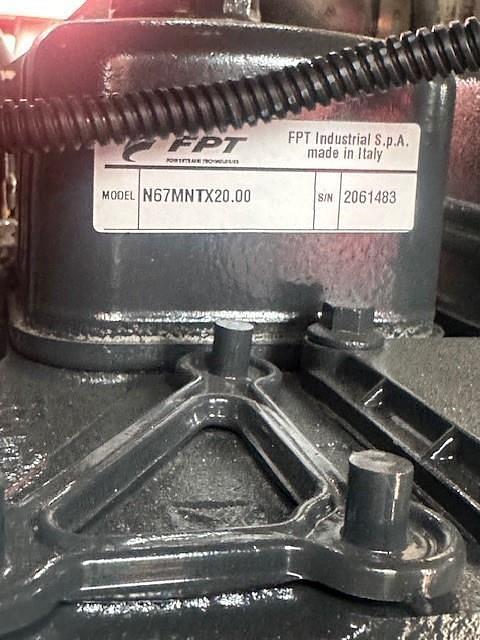 FPT
POWERTRAIN TECHNOLOGIES
FPT Industrial S.p.A.
made in Italy
MODEL N67MNTX20.00 S/N 2061483